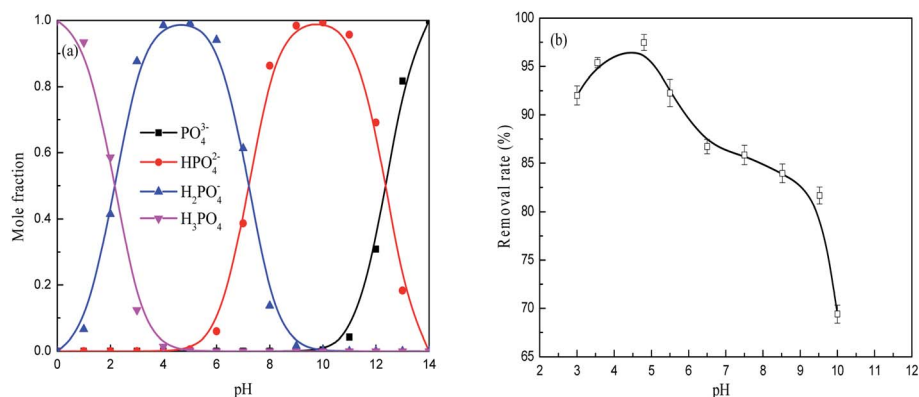 (a)
1.0
0.8
0.6
0.4
0.2
0.0
Mole fraction
PO₄³⁻
HPO₄²⁻
H₂PO₄⁻
H₃PO₄
0 2 4 6 8 10 12 14
pH
(b)
100
95
90
85
80
75
70
65
Removal rate (%)
2 3 4 5 6 7 8 9 10 11 12
pH